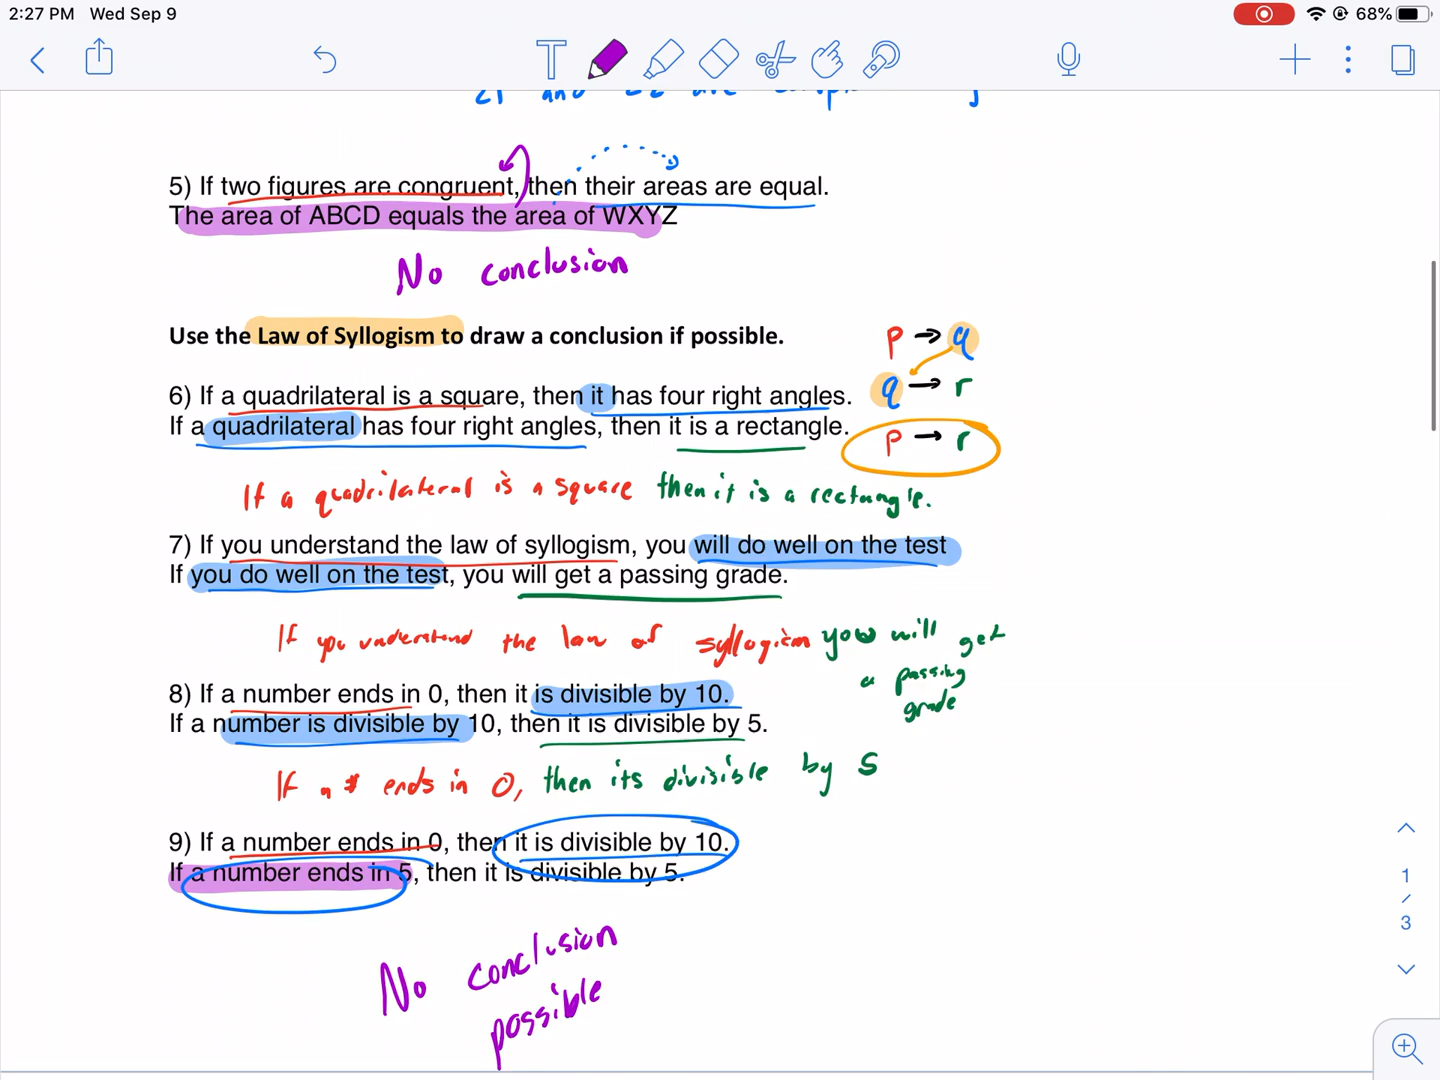 2:27 PM Wed Sep 9
68%
and
are
5) If two figures are congruent, then their areas are equal.
The area of ABCD equals the area of WXYZ
No conclusion
Use the Law of Syllogism to draw a conclusion if possible.
p → q
6) If a quadrilateral is a square, then it has four right angles.
q → r
If a quadrilateral has four right angles, then it is a rectangle.
p → r
If a quadrilateral is a square then it is a rectangle.
7) If you understand the law of syllogism, you will do well on the test
If you do well on the test, you will get a passing grade.
If you understand the law of syllogism you will get
a passing
grade
8) If a number ends in 0, then it is divisible by 10.
If a number is divisible by 10, then it is divisible by 5.
If a # ends in 0, then its divisible by 5
9) If a number ends in 0, then it is divisible by 10.
If a number ends in 5, then it is divisible by 5.
No conclusion
possible
1
/
3